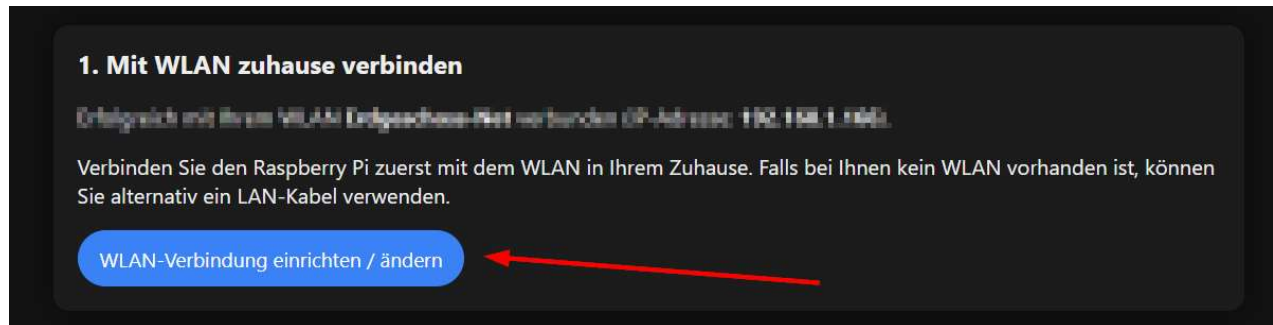 1. Mit WLAN zuhause verbinden
Verbinden Sie den Raspberry Pi zuerst mit dem WLAN in Ihrem Zuhause. Falls bei Ihnen kein WLAN vorhanden ist, können
Sie alternativ ein LAN-Kabel verwenden.
WLAN-Verbindung einrichten / ändern